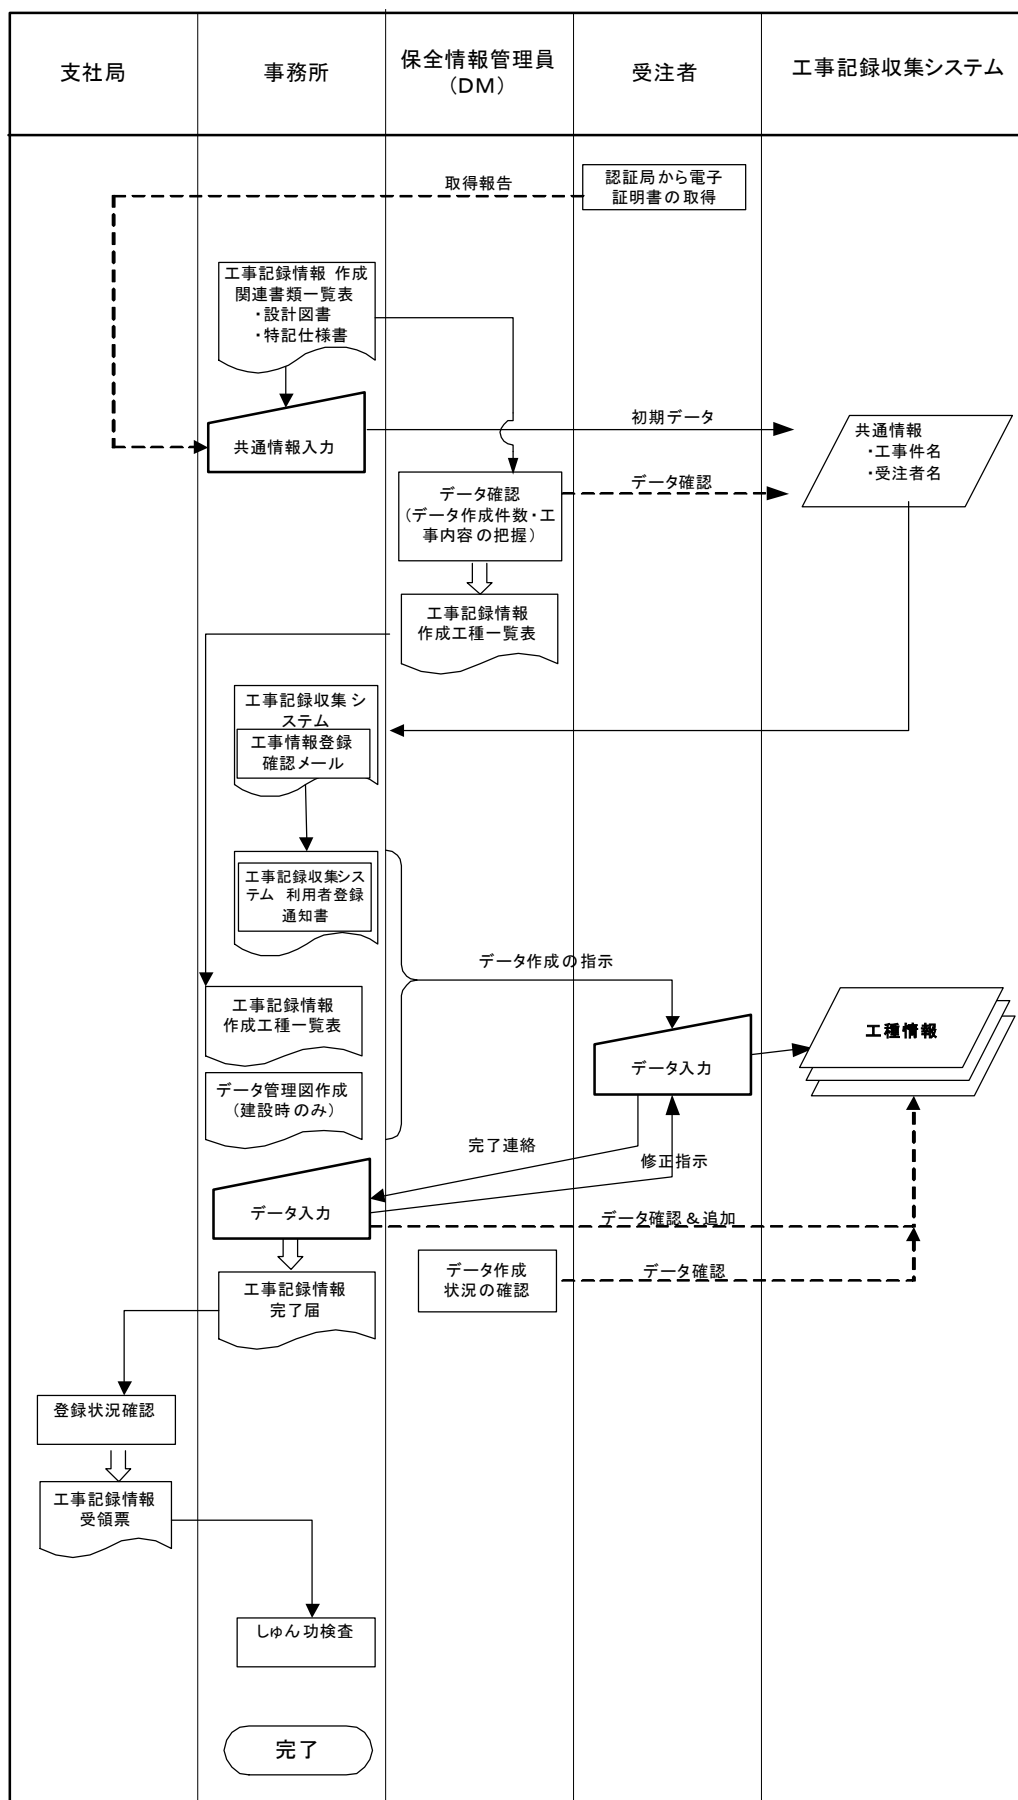 支社局
事務所
保全情報管理員
(DM)
受注者
工事記録収集システム
取得報告
認証局から電子
証明書の取得
工事記録情報 作成
関連書類一覧表
・設計図書
・特記仕様書
共通情報入力
初期データ
共通情報
・工事件名
・受注者名
データ確認
(データ作成件数・工
事内容の把握)
データ確認
工事記録情報
作成工種一覧表
工事記録収集シ
ステム
工事情報登録
確認メール
工事記録収集シス
テム 利用者登録
通知書
データ作成の指示
工事記録情報
作成工種一覧表
データ入力
工種情報
データ管理図作成
(建設時のみ)
完了連絡
修正指示
データ入力
データ確認&追加
データ作成
状況の確認
データ確認
工事記録情報
完了届
登録状況確認
工事記録情報
受領票
しゅん功検査
完了